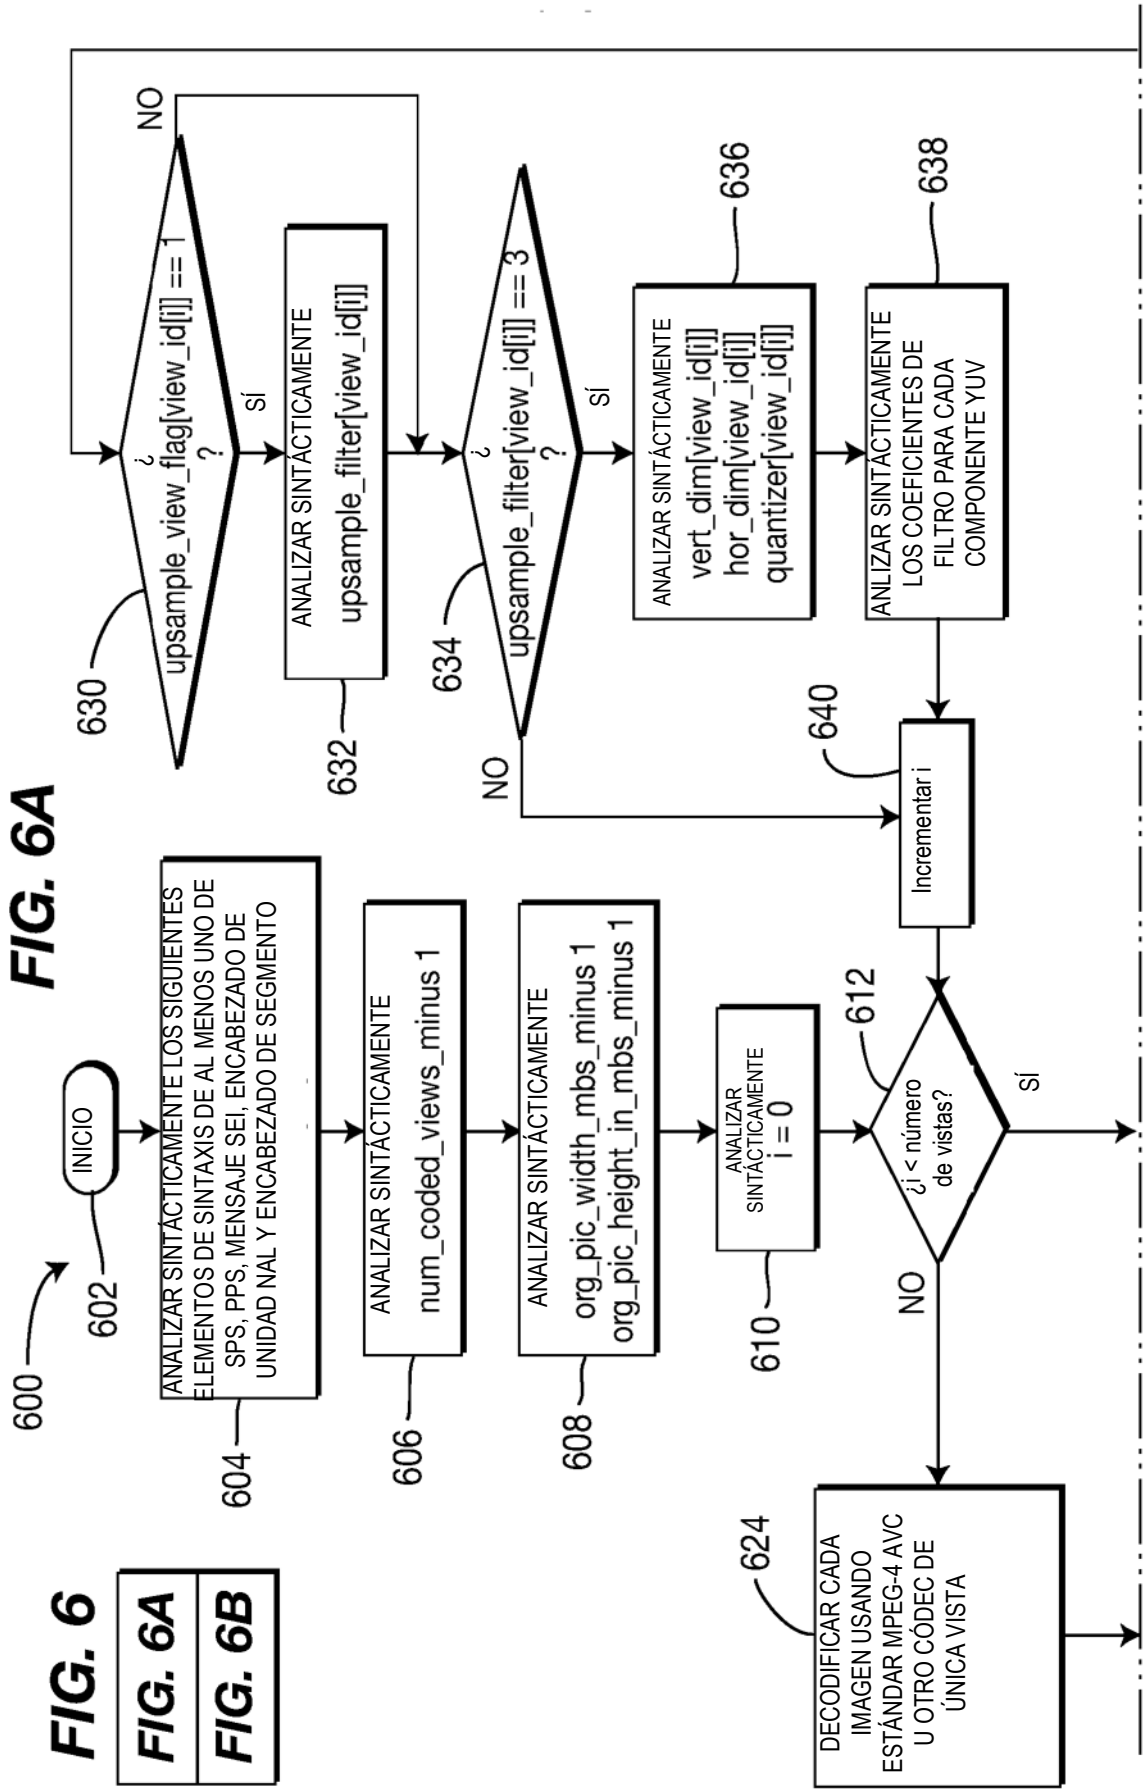 FIG. 6
FIG. 6A
FIG. 6B
FIG. 6A
600
602
INICIO
604
ANALIZAR SINTÁCTICAMENTE LOS SIGUIENTES
ELEMENTOS DE SINTAXIS DE AL MENOS UNO DE
SPS, PPS, MENSAJE SEI, ENCABEZADO DE
UNIDAD NAL Y ENCABEZADO DE SEGMENTO
606
ANALIZAR SINTÁCTICAMENTE
num_coded_views_minus 1
608
ANALIZAR SINTÁCTICAMENTE
org_pic_width_mbs_minus 1
org_pic_height_in_mbs_minus 1
610
ANALIZAR
SINTÁCTICAMENTE
i = 0
612
¿i < número
de vistas?
NO
SÍ
624
DECODIFICAR CADA
IMAGEN USANDO
ESTÁNDAR MPEG-4 AVC
U OTRO CÓDEC DE
ÚNICA VISTA
630
¿
upsample_view_flag[view_id[i]] == 1
?
NO
SÍ
632
ANALIZAR SINTÁCTICAMENTE
upsample_filter[view_id[i]]
634
¿
upsample_filter[view_id[i]] == 3
?
NO
SÍ
636
ANALIZAR SINTÁCTICAMENTE
vert_dim[view_id[i]]
hor_dim[view_id[i]]
quantizer[view_id[i]]
638
ANLIZAR SINTÁCTICAMENTE
LOS COEFICIENTES DE
FILTRO PARA CADA
COMPONENTE YUV
640
Incrementar i